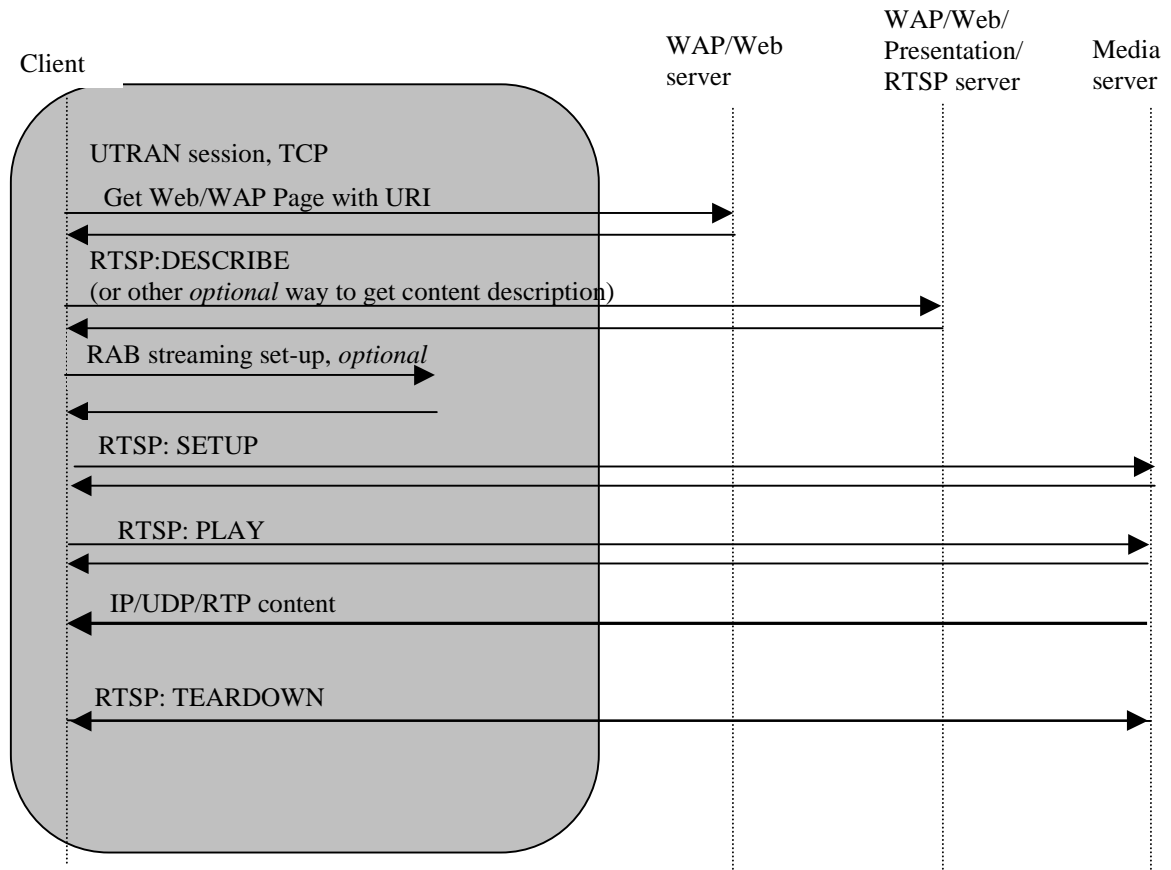 Client
WAP/Web
server
WAP/Web/
Presentation/
RTSP server
Media
server
UTRAN session, TCP
Get Web/WAP Page with URI
RTSP:DESCRIBE
(or other optional way to get content description)
RAB streaming set-up, optional
RTSP: SETUP
RTSP: PLAY
IP/UDP/RTP content
RTSP: TEARDOWN